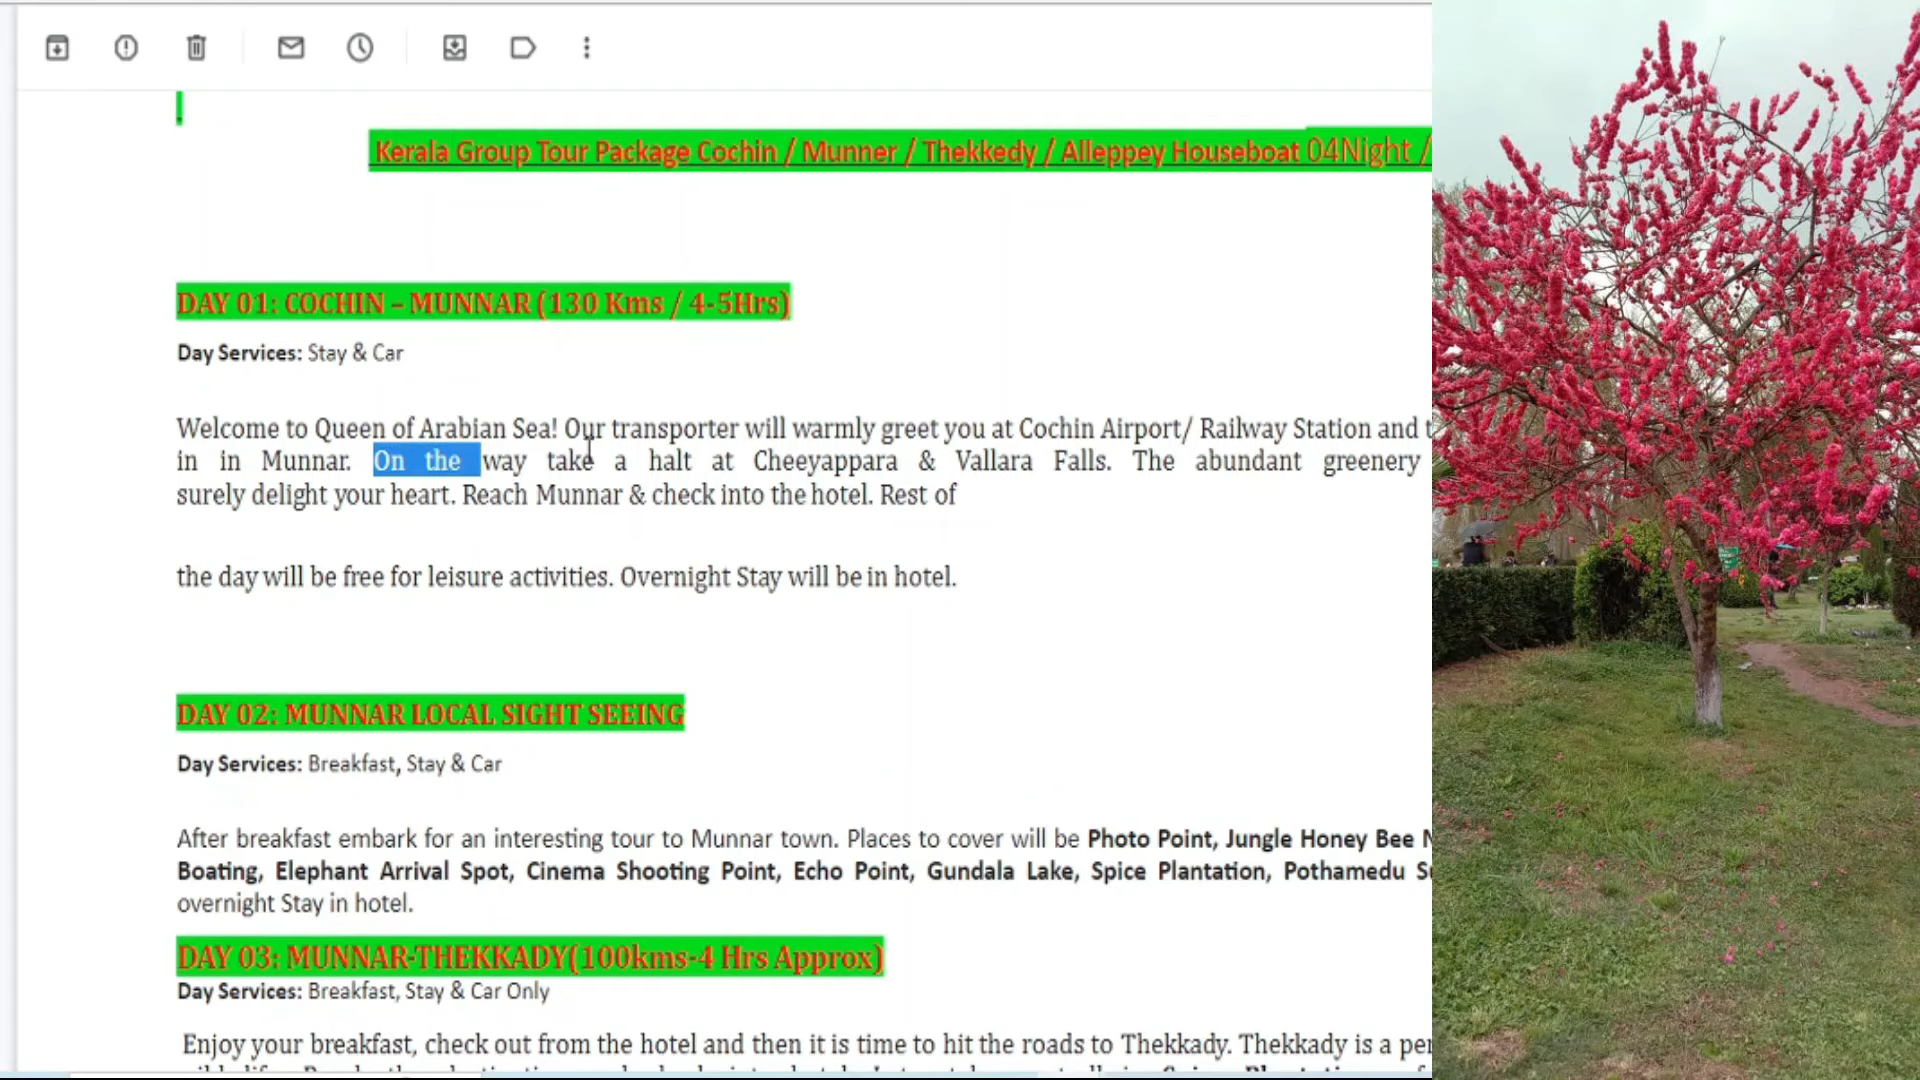 Kerala Group Tour Package Cochin / Munner / Thekkedy / Alleppey Houseboat 04Night /
DAY 01: COCHIN – MUNNAR (130 Kms / 4-5Hrs)
Day Services: Stay & Car
Welcome to Queen of Arabian Sea! Our transporter will warmly greet you at Cochin Airport/ Railway Station and
in in Munnar. On the way take a halt at Cheeyappara & Vallara Falls. The abundant greenery
surely delight your heart. Reach Munnar & check into the hotel. Rest of
the day will be free for leisure activities. Overnight Stay will be in hotel.
DAY 02: MUNNAR LOCAL SIGHT SEEING
Day Services: Breakfast, Stay & Car
After breakfast embark for an interesting tour to Munnar town. Places to cover will be Photo Point, Jungle Honey Bee
Boating, Elephant Arrival Spot, Cinema Shooting Point, Echo Point, Gundala Lake, Spice Plantation, Pothamedu
overnight Stay in hotel.
DAY 03: MUNNAR-THEKKADY(100kms-4 Hrs Approx)
Day Services: Breakfast, Stay & Car Only
Enjoy your breakfast, check out from the hotel and then it is time to hit the roads to Thekkady. Thekkady is a